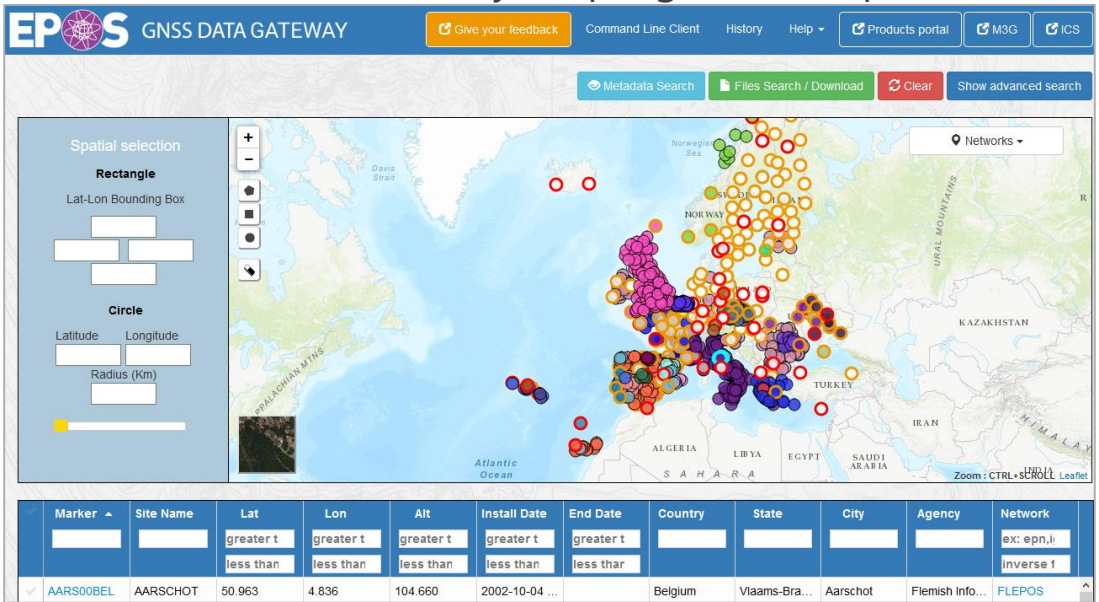 EPOS GNSS DATA GATEWAY Give your feedback Command Line Client History Help Products portal M3G ICS
Metadata Search Files Search / Download Clear Show advanced search
Spatial selection
Rectangle
Lat-Lon Bounding Box
Circle
Latitude Longitude
Radius (Km)
+
-
Networks
Davis
Strait
Norwegian
Sea
NORWAY
URAL MOUNTAINS
R
KAZAKHSTAN
TURKEY
IRAN
HIMALAY
ALGERIA LIBYA EGYPT SAUDI
ARABIA
SAHARA
Atlantic
Ocean
Zoom : CTRL+SCROLL Leaflet
Marker Site Name Lat Lon Alt Install Date End Date Country State City Agency Network
greater t greater t greater t greater t greater t ex: epn,i
less than less than less than less than less thar inverse f
AARS00BEL AARSCHOT 50.963 4.836 104.660 2002-10-04 ... Belgium Vlaams-Bra... Aarschot Flemish Info... FLEPOS